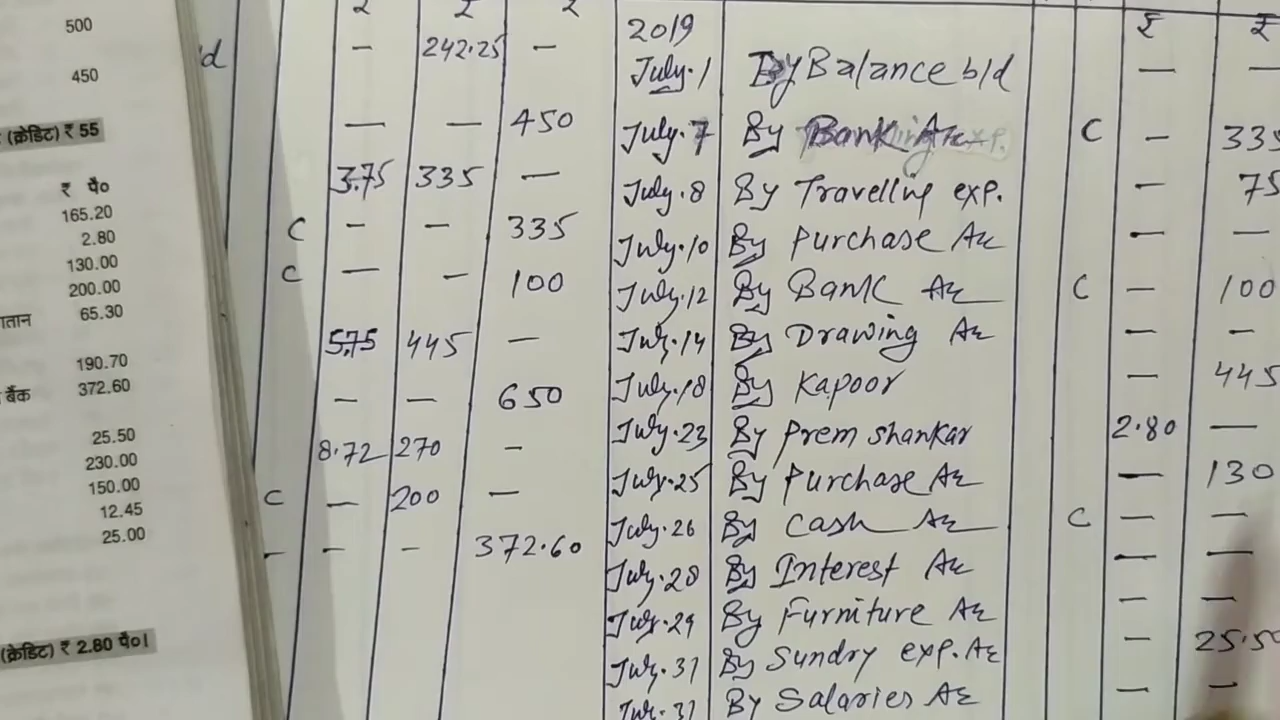 500
450
(क्रेडिट) ₹ 55
₹ पै०
165.20
2.80
130.00
200.00
65.30
190.70
बैंक 372.60
25.50
230.00
150.00
12.45
25.00
(क्रेडिट) ₹ 2.80 पै०।
₹ ₹ ₹ 2019 ₹ ₹
— 242.25 — July.1 By Balance b/d — —
— — 450 July.7 By Bank A/c C — 335
3.75 335 — July.8 By Travelling exp. — 75
C — — 335 July.10 By Purchase A/c — —
C — — 100 July.12 By Bank A/c C — 100
5.75 445 — July.14 By Drawing A/c — —
— — 650 July.18 By Kapoor — 445
8.72 270 — July.23 By Prem shankar 2.80 —
C — 200 — July.25 By Purchase A/c — 130
- - - 372.60 July.26 By Cash A/c C — —
July.28 By Interest A/c — —
July.29 By Furniture A/c — —
July.31 By Sundry exp. A/c — 25.50
July.31 By Salaries A/c — —